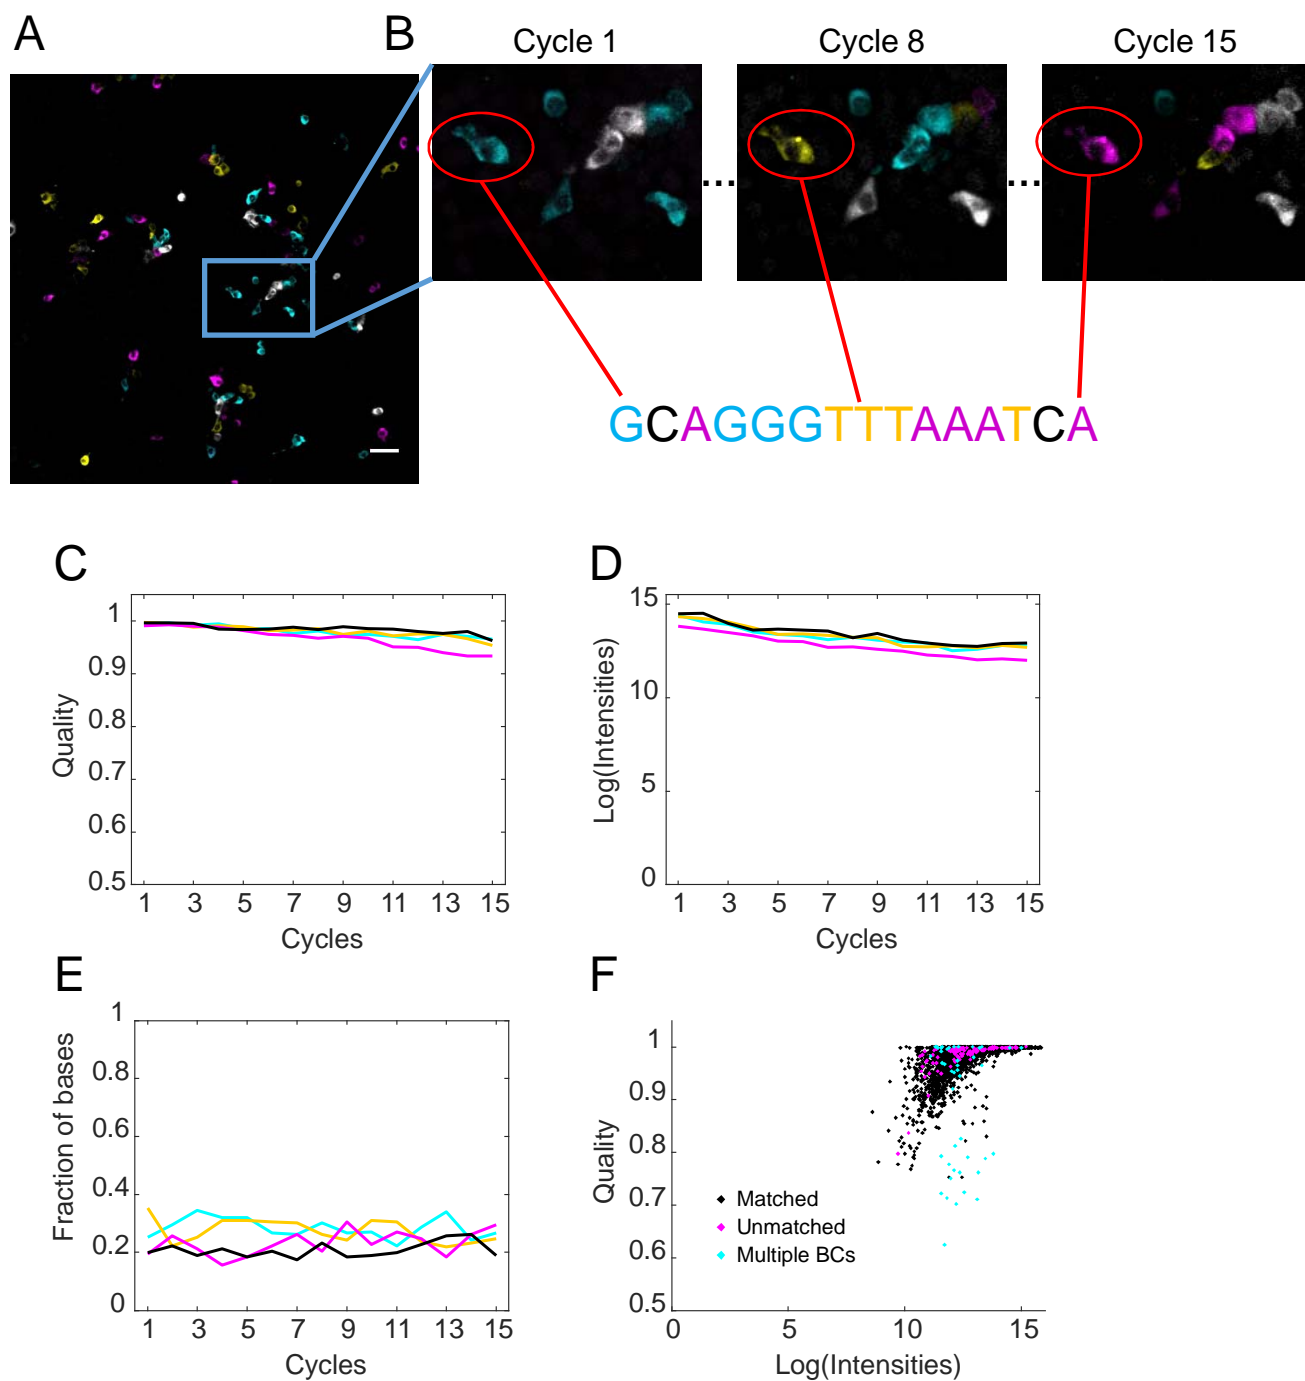 A
B
Cycle 1
Cycle 8
Cycle 15
...
...
GCAGGGTTTAAATCA
C
1
0.9
0.8
0.7
0.6
0.5
Quality
1 3 5 7 9 11 13 15
Cycles
D
15
10
5
0
Log(Intensities)
1 3 5 7 9 11 13 15
Cycles
E
1
0.8
0.6
0.4
0.2
0
Fraction of bases
1 3 5 7 9 11 13 15
Cycles
F
1
0.9
0.8
0.7
0.6
0.5
Quality
Matched
Unmatched
Multiple BCs
0 5 10 15
Log(Intensities)